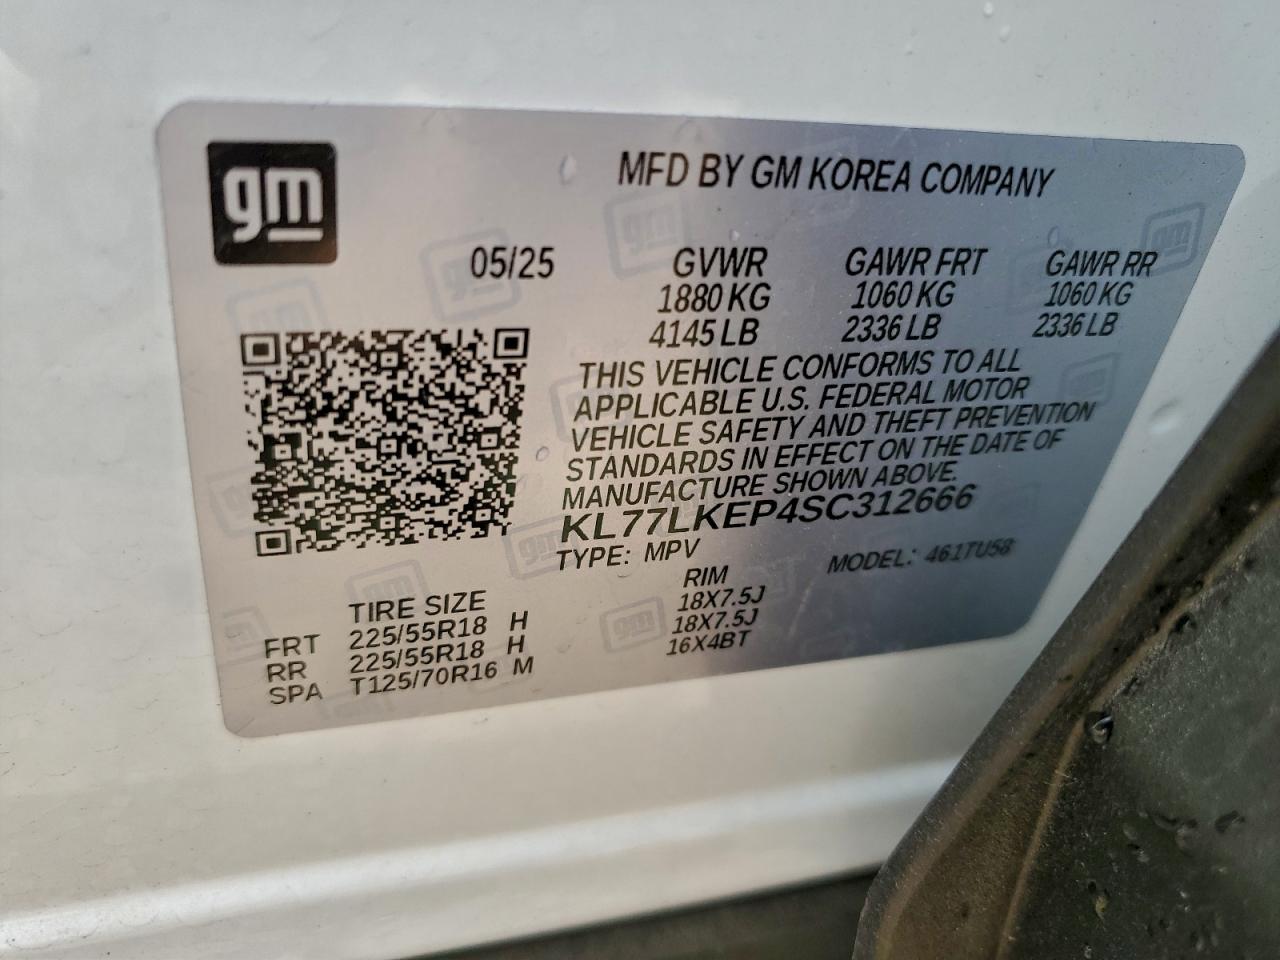 gm
MFD BY GM KOREA COMPANY
05/25 GVWR GAWR FRT GAWR RR
1880 KG 1060 KG 1060 KG
4145 LB 2336 LB 2336 LB
THIS VEHICLE CONFORMS TO ALL
APPLICABLE U.S. FEDERAL MOTOR
VEHICLE SAFETY AND THEFT PREVENTION
STANDARDS IN EFFECT ON THE DATE OF
MANUFACTURE SHOWN ABOVE.
KL77LKEP4SC312666
TYPE: MPV MODEL: 461TU58
TIRE SIZE RIM
FRT 225/55R18 H 18X7.5J
RR 225/55R18 H 18X7.5J
SPA T125/70R16 M 16X4BT